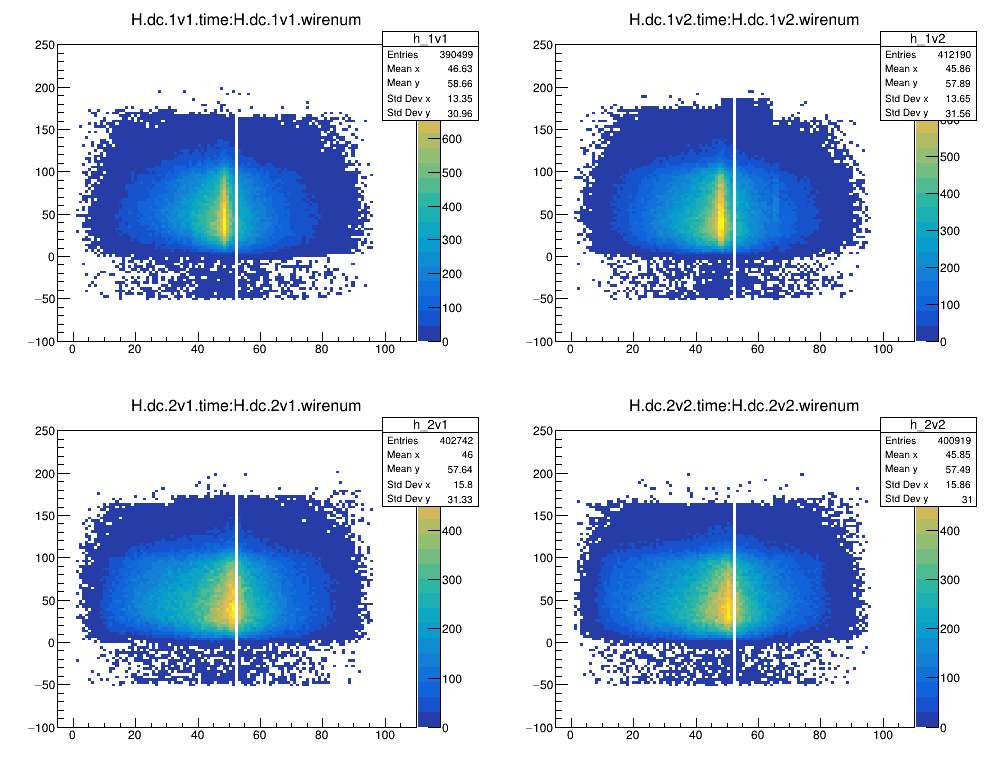 H.dc.1v1.time:H.dc.1v1.wirenum
h_1v1
Entries 390499
Mean x 46.63
Mean y 58.66
Std Dev x 13.35
Std Dev y 30.96
250
200
150
100
50
0
−50
−100
0 20 40 60 80 100
600
500
400
300
200
100
0
H.dc.1v2.time:H.dc.1v2.wirenum
h_1v2
Entries 412190
Mean x 45.86
Mean y 57.89
Std Dev x 13.65
Std Dev y 31.56
250
200
150
100
50
0
−50
−100
0 20 40 60 80 100
600
500
400
300
200
100
0
H.dc.2v1.time:H.dc.2v1.wirenum
h_2v1
Entries 402742
Mean x 46
Mean y 57.64
Std Dev x 15.8
Std Dev y 31.33
250
200
150
100
50
0
−50
−100
0 20 40 60 80 100
400
300
200
100
0
H.dc.2v2.time:H.dc.2v2.wirenum
h_2v2
Entries 400919
Mean x 45.85
Mean y 57.49
Std Dev x 15.86
Std Dev y 31
250
200
150
100
50
0
−50
−100
0 20 40 60 80 100
400
300
200
100
0